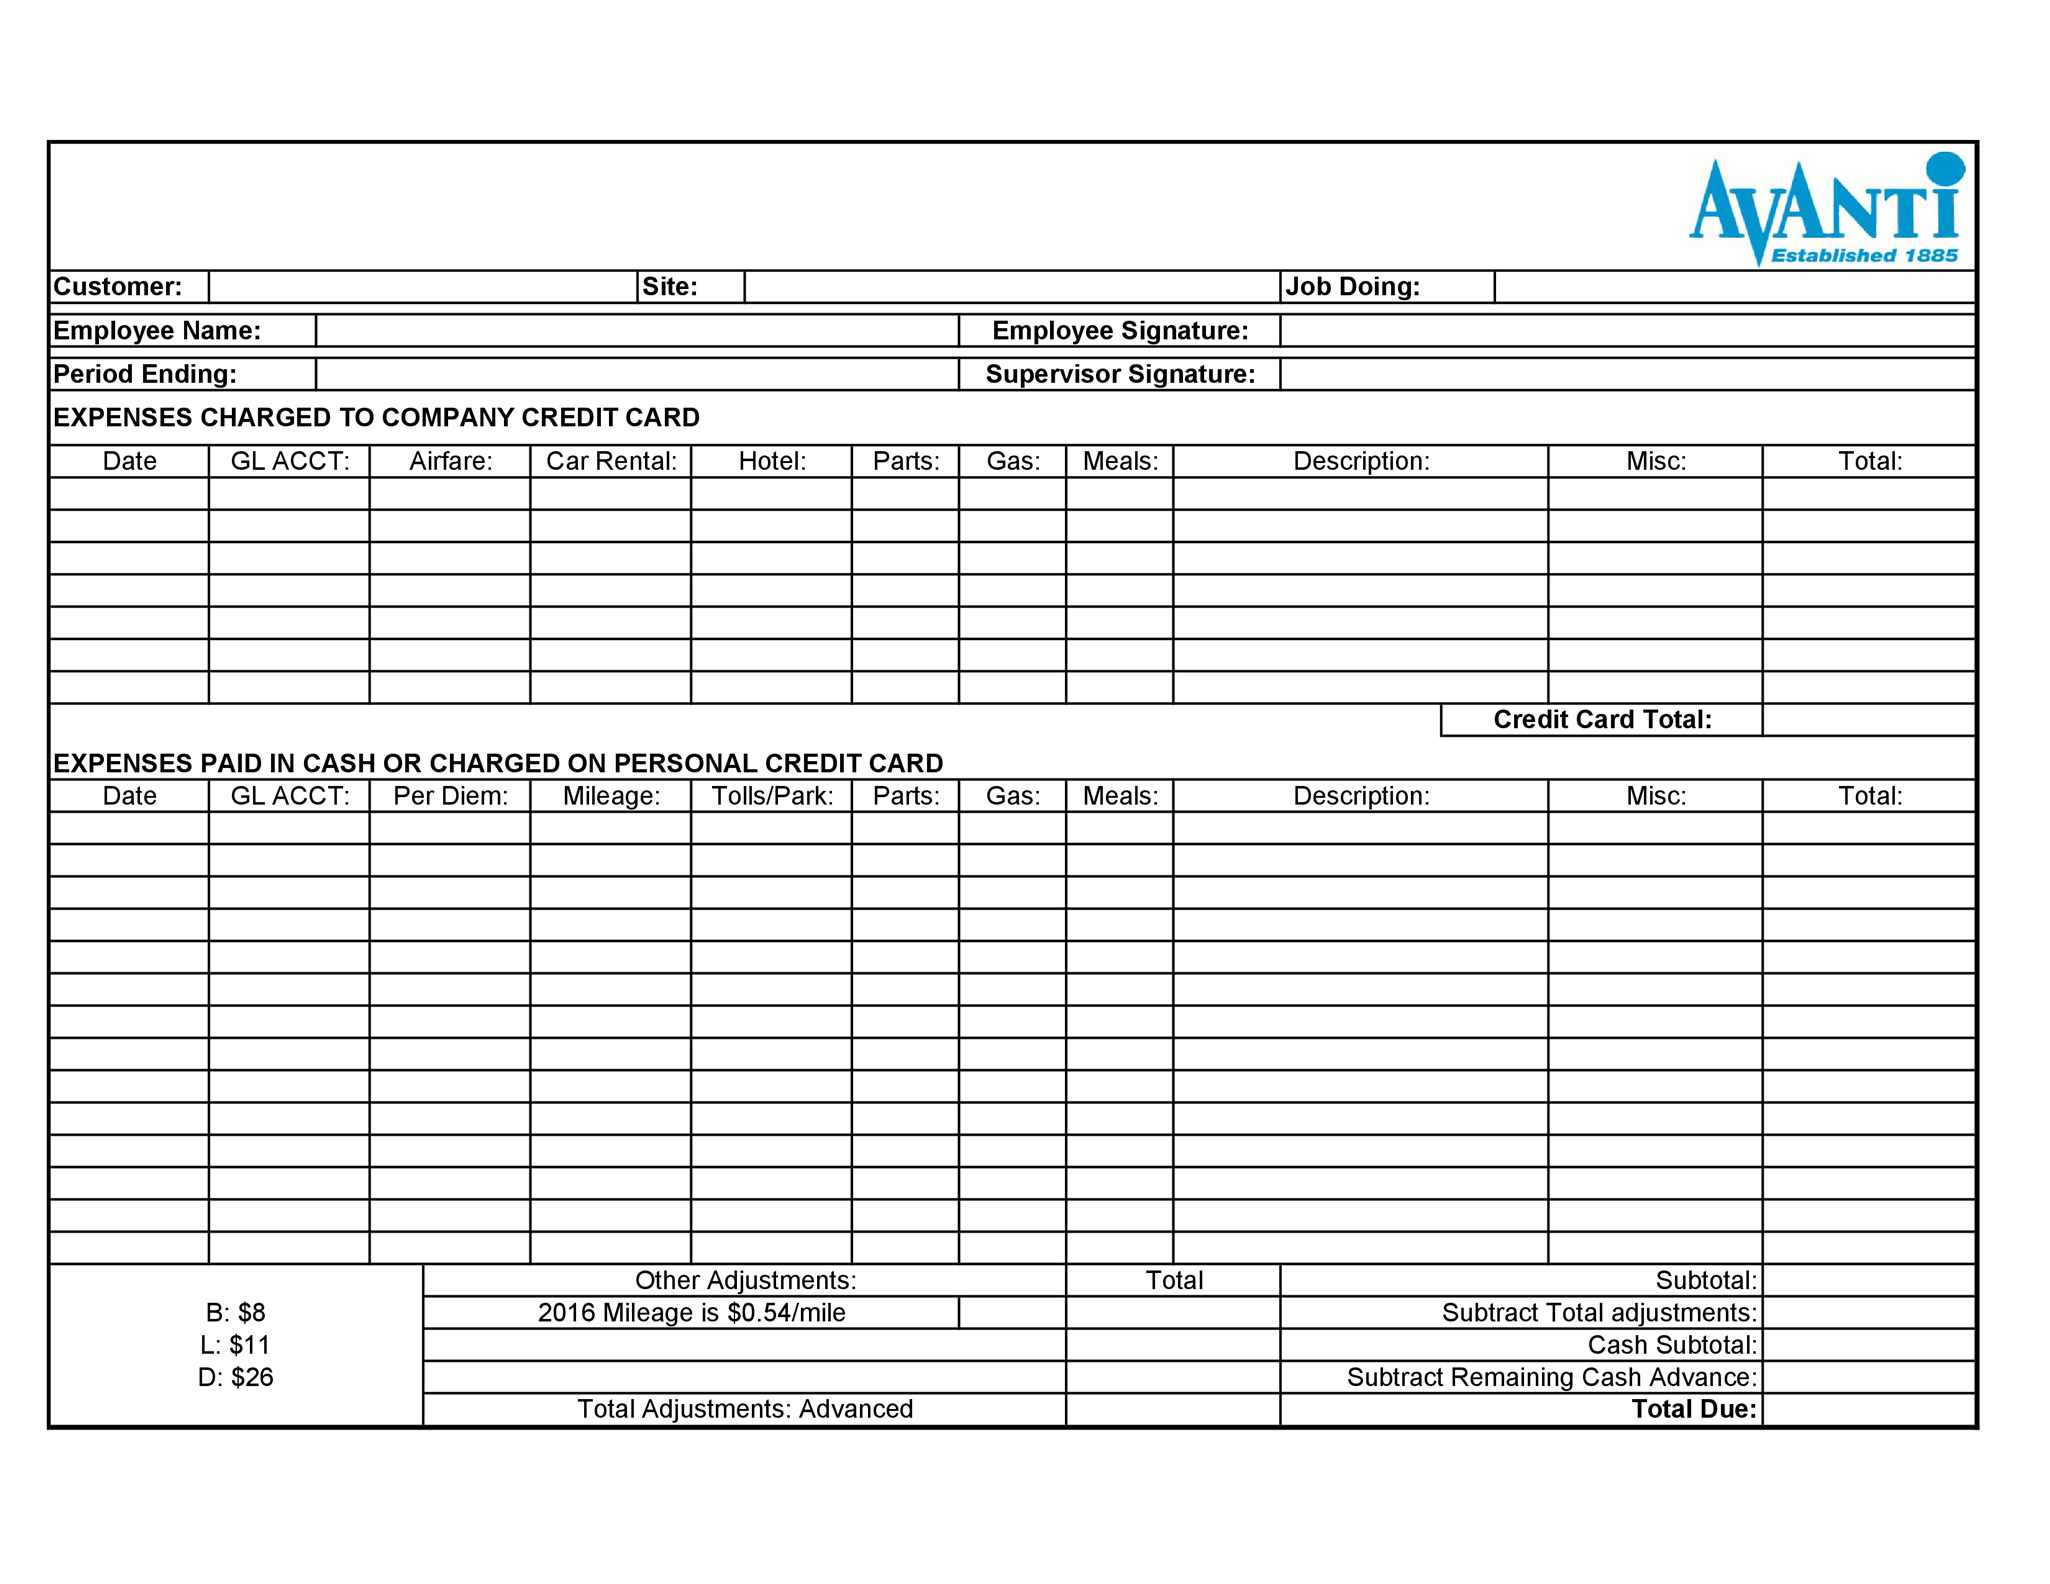 AVANTi
Established 1885
Customer: Site: Job Doing:
Employee Name: Employee Signature:
Period Ending: Supervisor Signature:
EXPENSES CHARGED TO COMPANY CREDIT CARD
Date GL ACCT: Airfare: Car Rental: Hotel: Parts: Gas: Meals: Description: Misc: Total:
Credit Card Total:
EXPENSES PAID IN CASH OR CHARGED ON PERSONAL CREDIT CARD
Date GL ACCT: Per Diem: Mileage: Tolls/Park: Parts: Gas: Meals: Description: Misc: Total:
Other Adjustments: Total Subtotal:
B: $8 2016 Mileage is $0.54/mile Subtract Total adjustments:
L: $11 Cash Subtotal:
D: $26 Subtract Remaining Cash Advance:
Total Adjustments: Advanced Total Due: